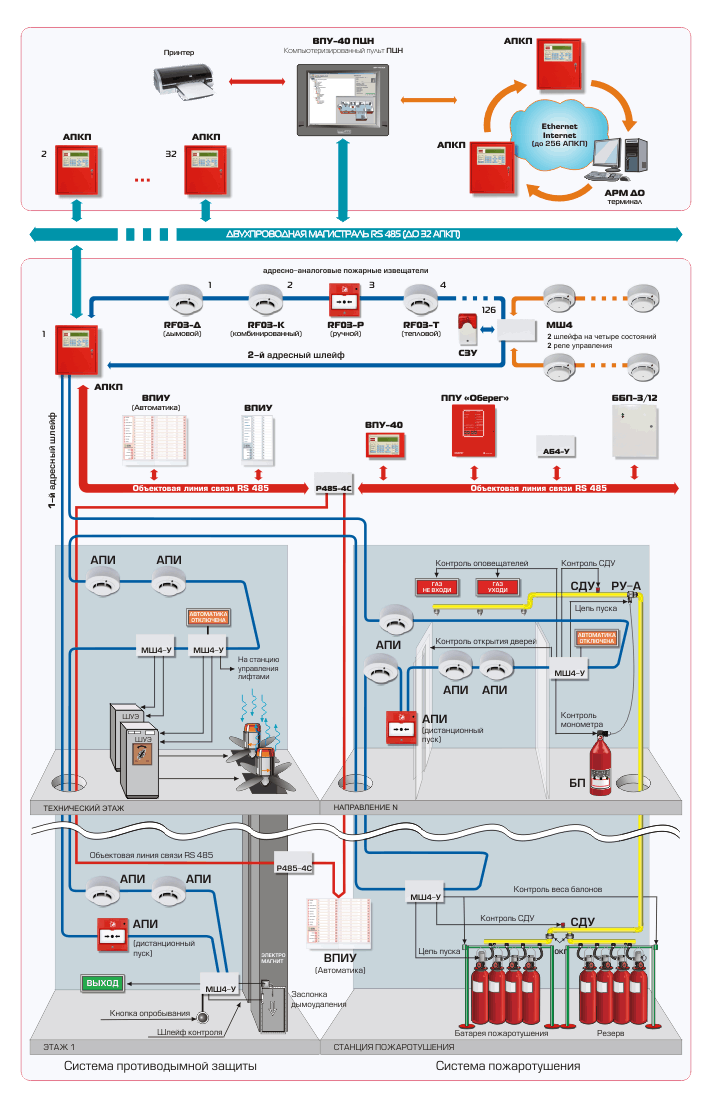 ВПУ-40 ПЦН
Компьютеризированный пульт ПЦН
Принтер
АПКП
Ethernet
Internet
(до 256 АПКП)
АПКП
АРМ ДО
терминал
2
АПКП
32
АПКП
ДВУХПРОВОДНАЯ МАГИСТРАЛЬ RS 485 (ДО 32 АПКП)
адресно-аналоговые пожарные извещатели
1
2
3
4
RF03-Д
(дымовой)
RF03-К
(комбинированный)
RF03-Р
(ручной)
RF03-Т
(тепловой)
126
СЗУ
МШ4
2 шлейфа на четыре состояний
2 реле управления
1
АПКП
2-й адресный шлейф
1-й адресный шлейф
ВПИУ
(Автоматика)
ВПИУ
ВПУ-40
ППУ «Оберег»
АБ4-У
ББП-3/12
Объектовая линия связи RS 485
Р485-4С
Объектовая линия связи RS 485
АПИ
АПИ
АВТОМАТИКА
ОТКЛЮЧЕНА
МШ4-У
МШ4-У
На станцию
управления
лифтами
ШУЗ
ШУЗ
ТЕХНИЧЕСКИЙ ЭТАЖ
Контроль оповещателей
Контроль СДУ
ГАЗ
НЕ ВХОДИ
ГАЗ
УХОДИ
СДУ
РУ-А
Цепь пуска
АПИ
Контроль открытия дверей
АВТОМАТИКА
ОТКЛЮЧЕНА
АПИ
АПИ
МШ4-У
АПИ
(дистанционный
пуск)
Контроль
монометра
БП
НАПРАВЛЕНИЕ N
Объектовая линия связи RS 485
Р485-4С
АПИ
АПИ
АПИ
(дистанционный
пуск)
ВПИУ
(Автоматика)
ЭЛЕКТРО
МАГНИТ
ВЫХОД
МШ4-У
Заслонка
дымоудаления
Кнопка опробывания
Шлейф контроля
ЭТАЖ 1
МШ4-У
Контроль веса балонов
Контроль СДУ
СДУ
Цепь пуска
ОКГ
Батарея пожаротушения
Резерв
СТАНЦИЯ ПОЖАРОТУШЕНИЯ
Система противодымной защиты
Система пожаротушения